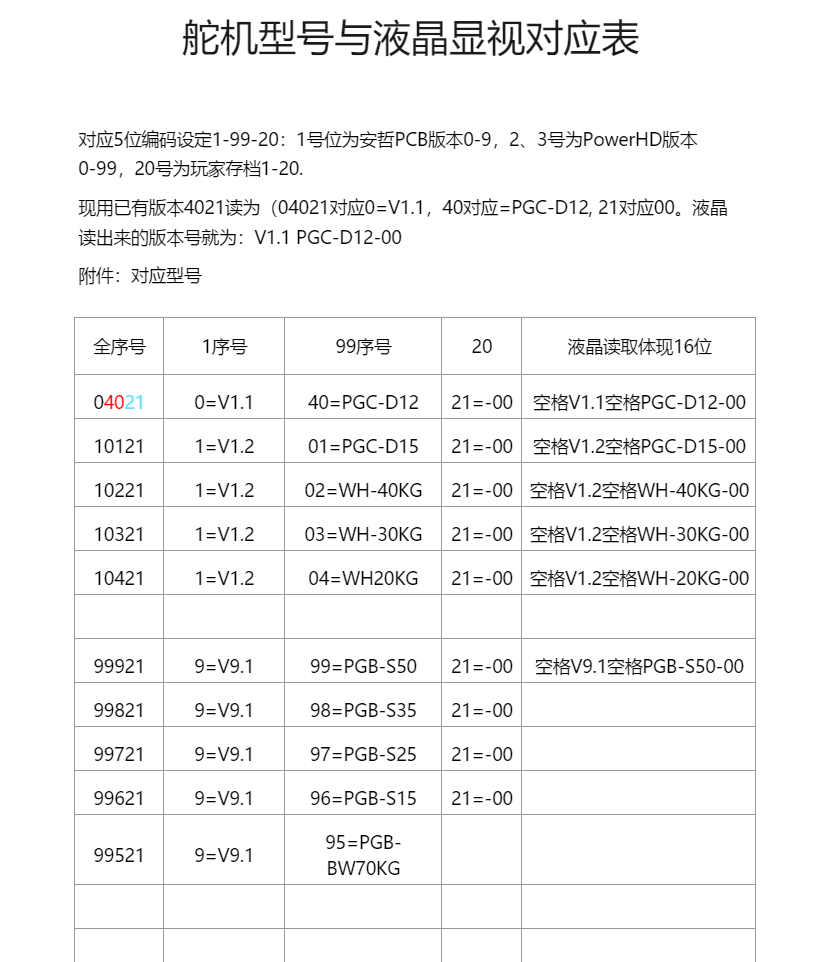 舵机型号与液晶显视对应表
对应5位编码设定1-99-20：1号位为安哲PCB版本0-9，2、3号为PowerHD版本
0-99，20号为玩家存档1-20.
现用已有版本4021读为（04021对应0=V1.1，40对应=PGC-D12, 21对应00。液晶
读出来的版本号就为：V1.1 PGC-D12-00
附件：对应型号
全序号 1序号 99序号 20 液晶读取体现16位
04021 0=V1.1 40=PGC-D12 21=-00 空格V1.1空格PGC-D12-00
10121 1=V1.2 01=PGC-D15 21=-00 空格V1.2空格PGC-D15-00
10221 1=V1.2 02=WH-40KG 21=-00 空格V1.2空格WH-40KG-00
10321 1=V1.2 03=WH-30KG 21=-00 空格V1.2空格WH-30KG-00
10421 1=V1.2 04=WH20KG 21=-00 空格V1.2空格WH-20KG-00
99921 9=V9.1 99=PGB-S50 21=-00 空格V9.1空格PGB-S50-00
99821 9=V9.1 98=PGB-S35 21=-00
99721 9=V9.1 97=PGB-S25 21=-00
99621 9=V9.1 96=PGB-S15 21=-00
99521 9=V9.1 95=PGB-
BW70KG